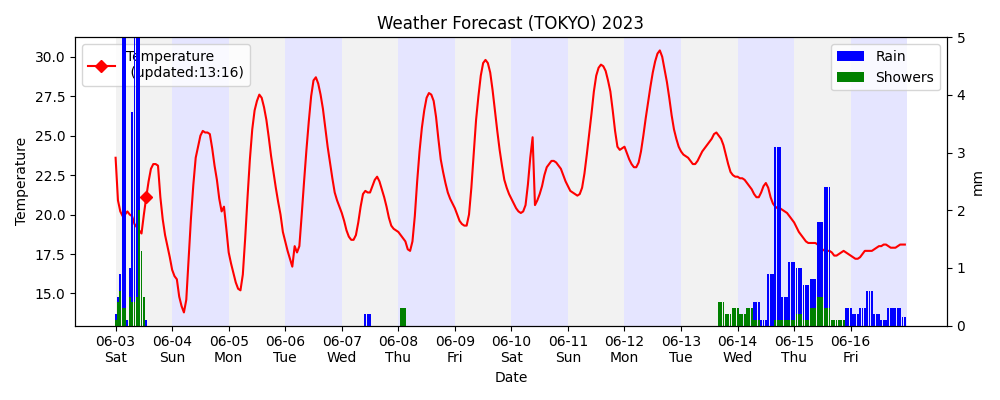 Weather Forecast (TOKYO) 2023
Temperature
(updated:13:16)
Rain
Showers
30.0
27.5
25.0
22.5
20.0
17.5
15.0
Temperature
5
4
3
2
1
0
mm
06-03 06-04 06-05 06-06 06-07 06-08 06-09 06-10 06-11 06-12 06-13 06-14 06-15 06-16
Sat Sun Mon Tue Wed Thu Fri Sat Sun Mon Tue Wed Thu Fri
Date